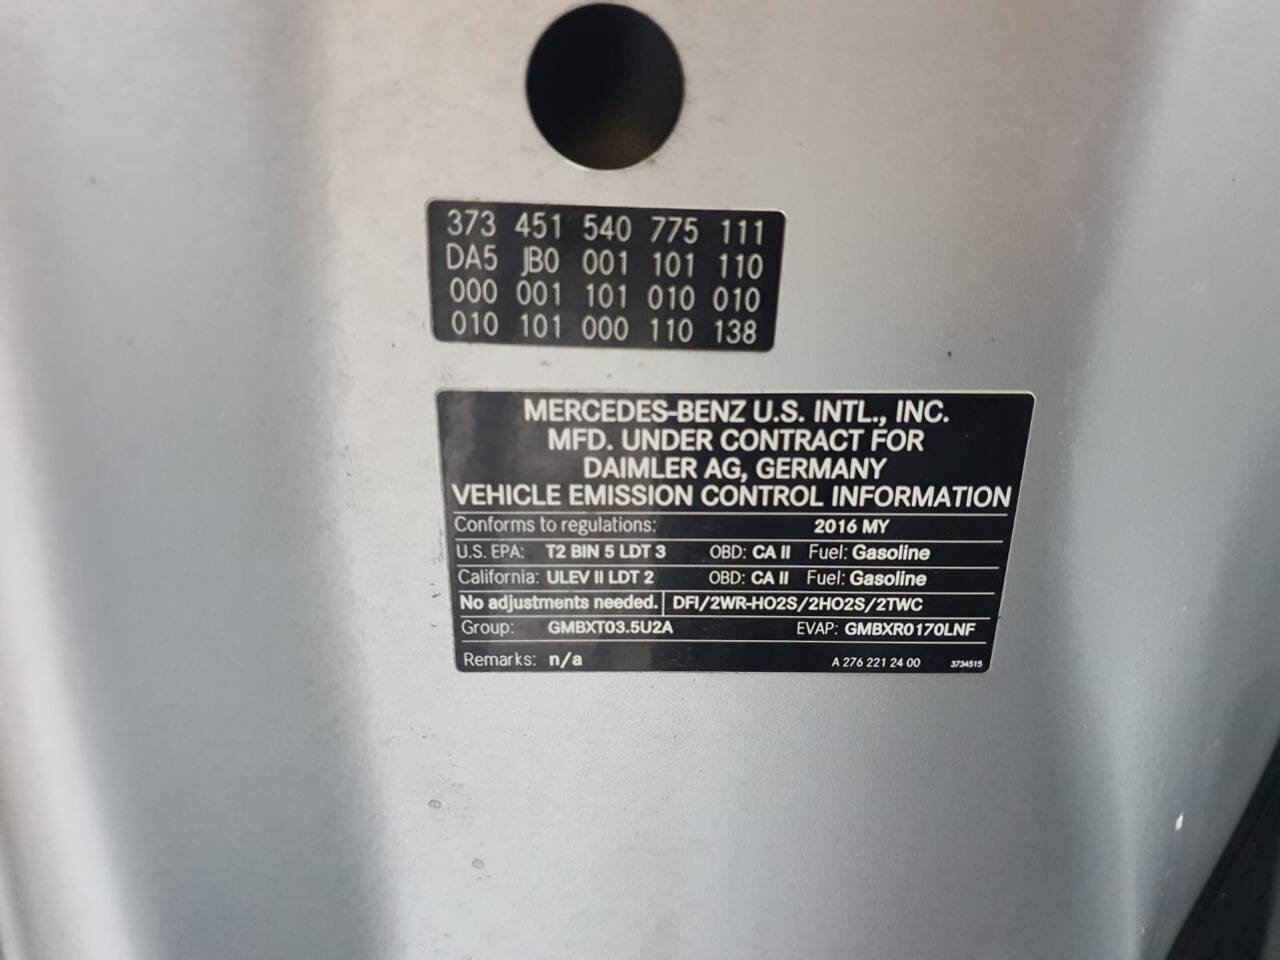 373 451 540 775 111
DA5 JB0 001 101 110
000 001 101 010 010
010 101 000 110 138
MERCEDES-BENZ U.S. INTL., INC.
MFD. UNDER CONTRACT FOR
DAIMLER AG, GERMANY
VEHICLE EMISSION CONTROL INFORMATION
Conforms to regulations: 2016 MY
U.S. EPA: T2 BIN 5 LDT 3 OBD: CA II Fuel: Gasoline
California: ULEV II LDT 2 OBD: CA II Fuel: Gasoline
No adjustments needed. DFI/2WR-HO2S/2HO2S/2TWC
Group: GMBXT03.5U2A EVAP: GMBXR0170LNF
Remarks: n/a A 276 221 24 00 3734515